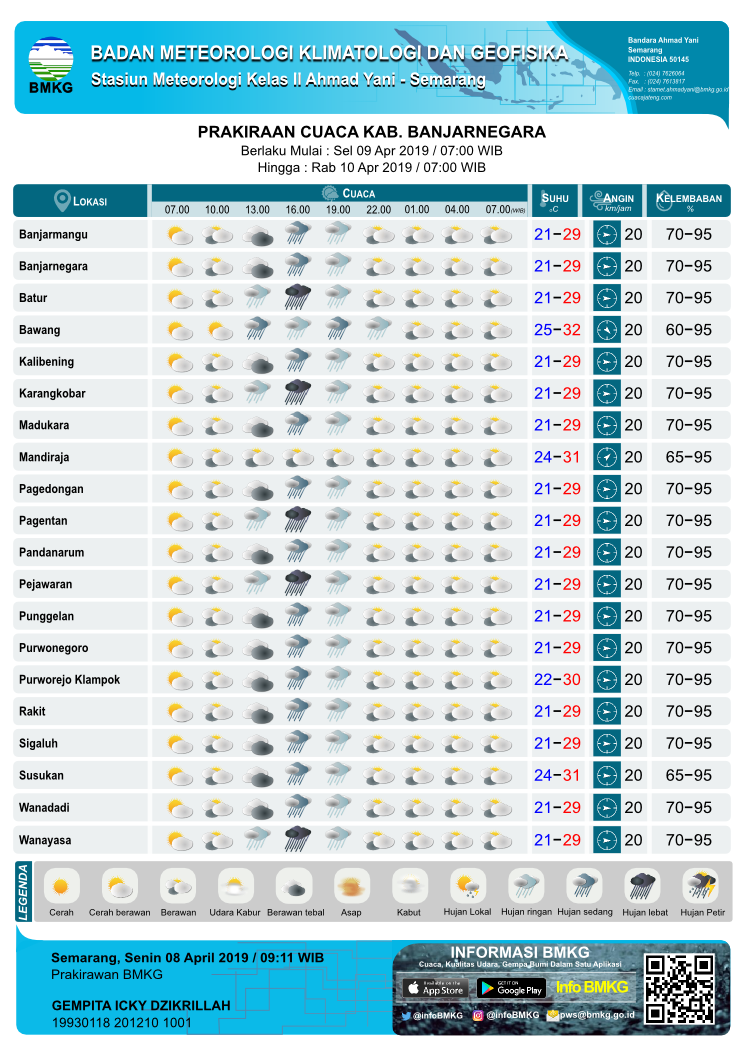 BMKG
BADAN METEOROLOGI KLIMATOLOGI DAN GEOFISIKA
Stasiun Meteorologi Kelas II Ahmad Yani - Semarang
Bandara Ahmad Yani
Semarang
INDONESIA 50145
Telp. : (024) 7626064
Fax. : (024) 7613817
Email : stamet.ahmadyani@bmkg.go.id
cuacajateng.com
PRAKIRAAN CUACA KAB. BANJARNEGARA
Berlaku Mulai : Sel 09 Apr 2019 / 07:00 WIB
Hingga : Rab 10 Apr 2019 / 07:00 WIB
LOKASI CUACA SUHU °C ANGIN km/jam KELEMBABAN %
07.00 10.00 13.00 16.00 19.00 22.00 01.00 04.00 07.00 (WIB)
Banjarmangu 21-29 20 70-95
Banjarnegara 21-29 20 70-95
Batur 21-29 20 70-95
Bawang 25-32 20 60-95
Kalibening 21-29 20 70-95
Karangkobar 21-29 20 70-95
Madukara 21-29 20 70-95
Mandiraja 24-31 20 65-95
Pagedongan 21-29 20 70-95
Pagentan 21-29 20 70-95
Pandanarum 21-29 20 70-95
Pejawaran 21-29 20 70-95
Punggelan 21-29 20 70-95
Purwonegoro 21-29 20 70-95
Purworejo Klampok 22-30 20 70-95
Rakit 21-29 20 70-95
Sigaluh 21-29 20 70-95
Susukan 24-31 20 65-95
Wanadadi 21-29 20 70-95
Wanayasa 21-29 20 70-95
LEGENDA
Cerah Cerah berawan Berawan Udara Kabur Berawan tebal Asap Kabut Hujan Lokal Hujan ringan Hujan sedang Hujan lebat Hujan Petir
Semarang, Senin 08 April 2019 / 09:11 WIB
Prakirawan BMKG
GEMPITA ICKY DZIKRILLAH
19930118 201210 1001
INFORMASI BMKG
Cuaca, Kualitas Udara, Gempa Bumi Dalam Satu Aplikasi
Available on the App Store
GET IT ON Google Play
Info BMKG
@infoBMKG @infoBMKG pws@bmkg.go.id